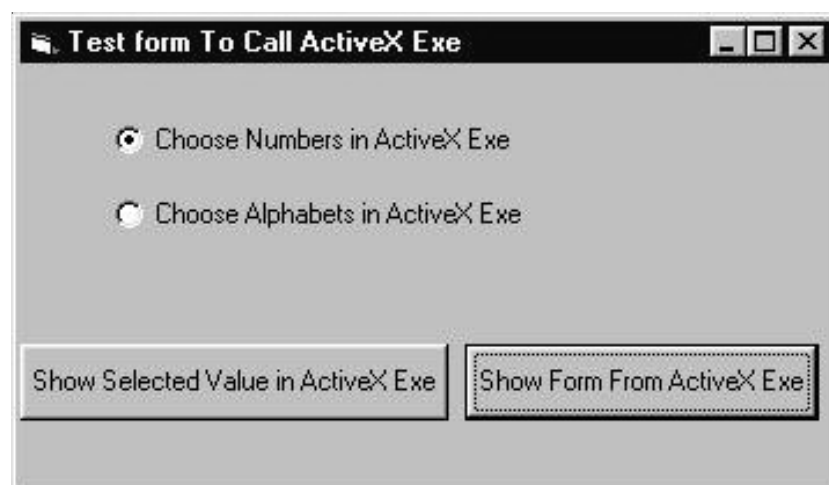 Test form To Call ActiveX Exe
Choose Numbers in ActiveX Exe
Choose Alphabets in ActiveX Exe
Show Selected Value in ActiveX Exe
Show Form From ActiveX Exe